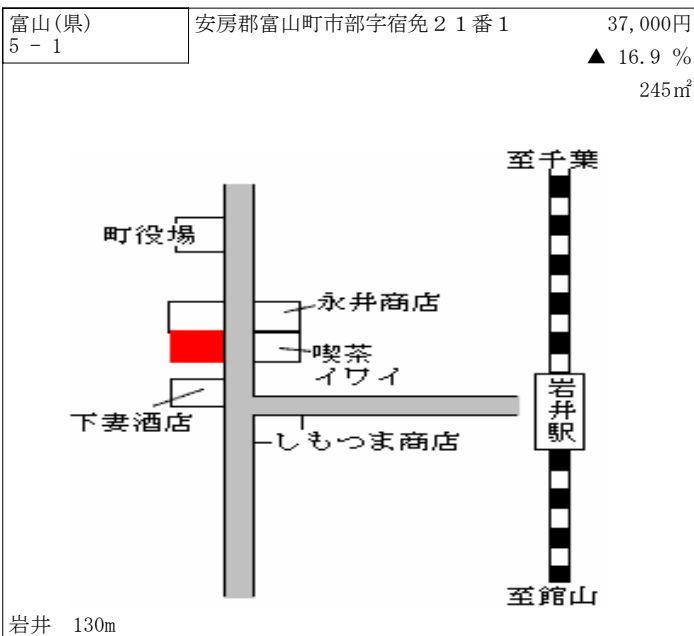 富山(県)
5 - 1
安房郡富山町市部字宿免２１番１
37,000円
▲ 16.9 %
245㎡
至千葉
町役場
永井商店
喫茶
イワイ
岩井駅
下妻酒店
しもつま商店
至館山
岩井　130m